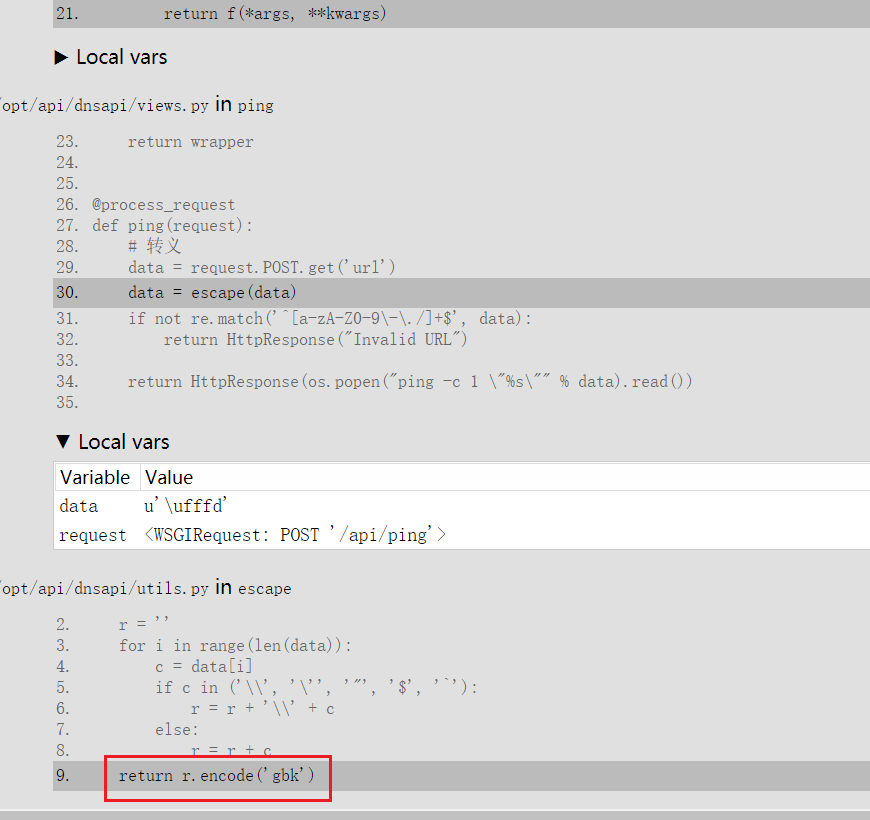 21. return f(*args, **kwargs)
▶ Local vars
/opt/api/dnsapi/views.py in ping
23. return wrapper
24.
25.
26. @process_request
27. def ping(request):
28. # 转义
29. data = request.POST.get('url')
30. data = escape(data)
31. if not re.match('^[a-zA-Z0-9\-\./]+$', data):
32. return HttpResponse("Invalid URL")
33.
34. return HttpResponse(os.popen("ping -c 1 \"%s\"" % data).read())
35.
▼ Local vars
Variable Value
data u'\ufffd'
request <WSGIRequest: POST '/api/ping'>
/opt/api/dnsapi/utils.py in escape
2. r = ''
3. for i in range(len(data)):
4. c = data[i]
5. if c in ('\\', '\'', '"', '$', '`'):
6. r = r + '\\' + c
7. else:
8. r = r + c
9. return r.encode('gbk')